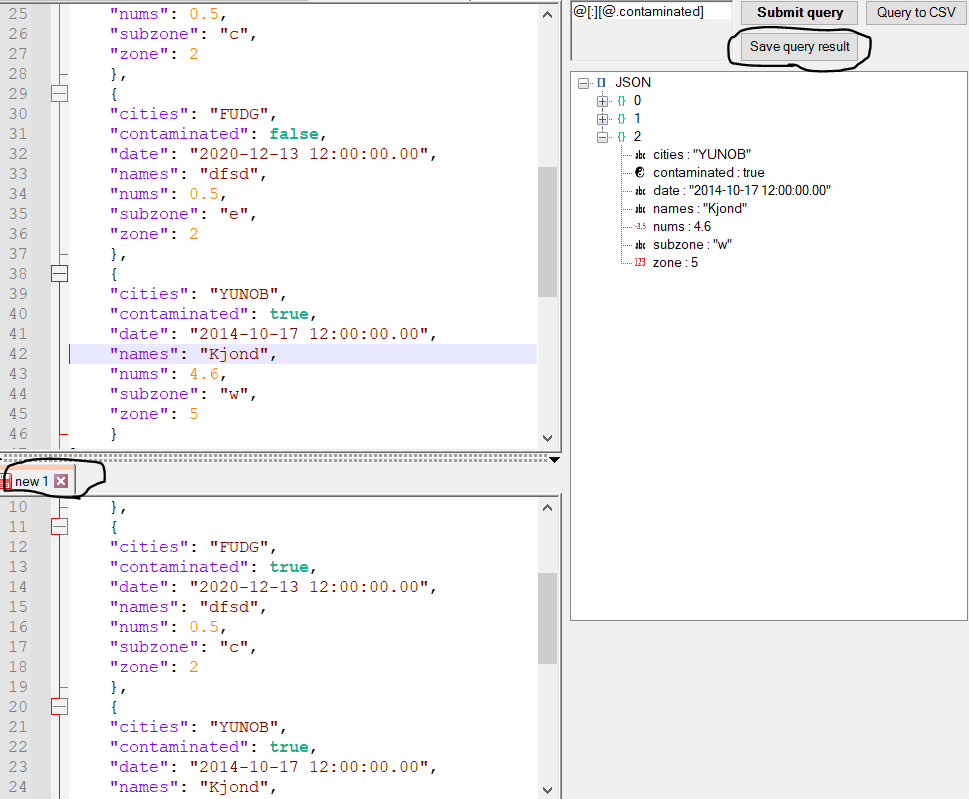 25 "nums": 0.5,
26 "subzone": "c",
27 "zone": 2
28 },
29 {
30 "cities": "FUDG",
31 "contaminated": false,
32 "date": "2020-12-13 12:00:00.00",
33 "names": "dfsd",
34 "nums": 0.5,
35 "subzone": "e",
36 "zone": 2
37 },
38 {
39 "cities": "YUNOB",
40 "contaminated": true,
41 "date": "2014-10-17 12:00:00.00",
42 "names": "Kjond",
43 "nums": 4.6,
44 "subzone": "w",
45 "zone": 5
46 }
new 1
10 },
11 {
12 "cities": "FUDG",
13 "contaminated": true,
14 "date": "2020-12-13 12:00:00.00",
15 "names": "dfsd",
16 "nums": 0.5,
17 "subzone": "c",
18 "zone": 2
19 },
20 {
21 "cities": "YUNOB",
22 "contaminated": true,
23 "date": "2014-10-17 12:00:00.00",
24 "names": "Kjond",
@[:][@.contaminated] Submit query Query to CSV
Save query result
[] JSON
{} 0
{} 1
{} 2
abc cities : "YUNOB"
contaminated : true
abc date : "2014-10-17 12:00:00.00"
abc names : "Kjond"
-3.5 nums : 4.6
abc subzone : "w"
123 zone : 5